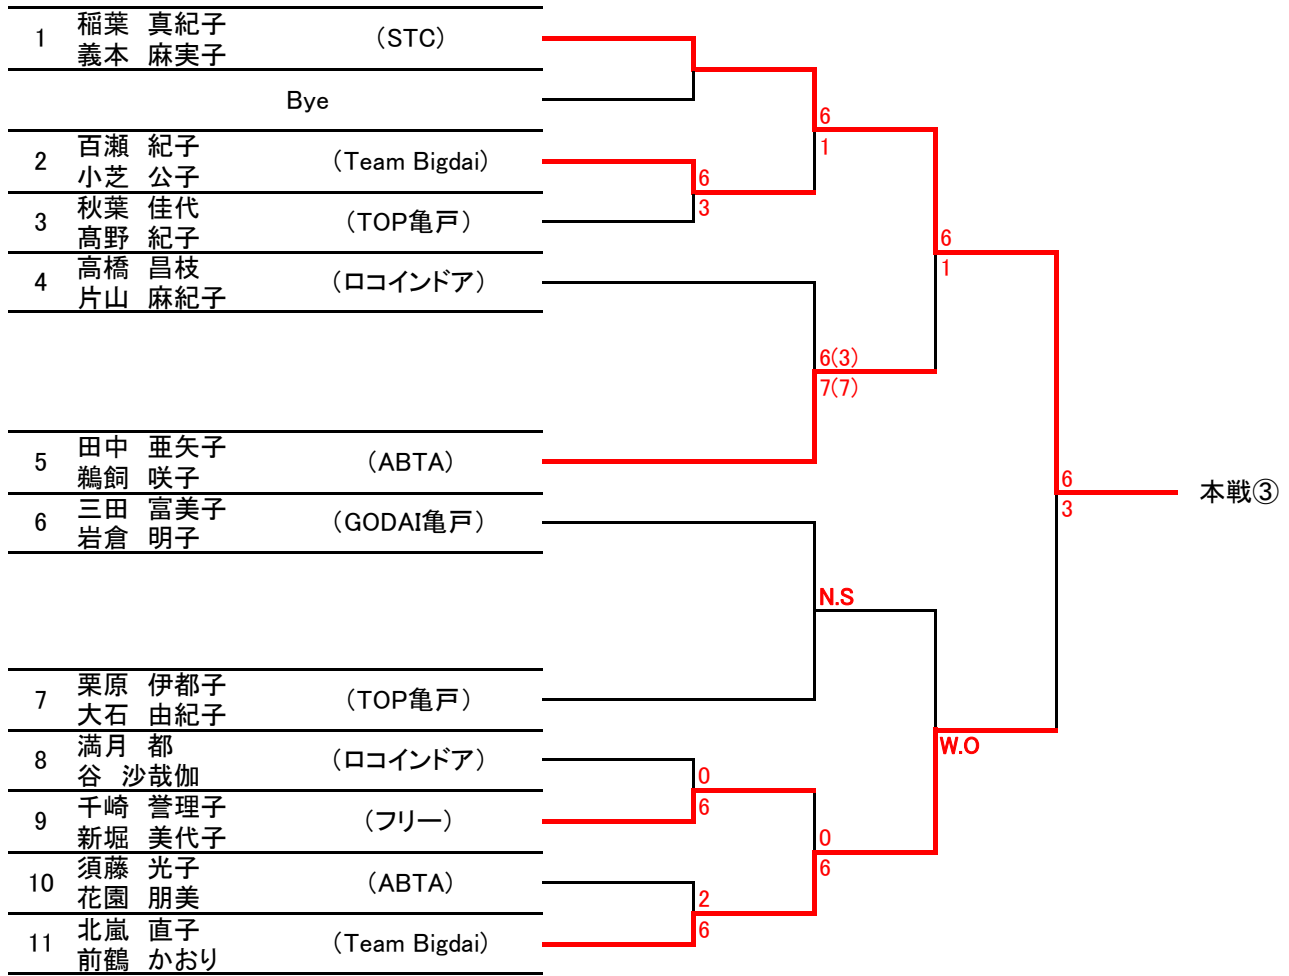 1 稲葉 真紀子 (STC)
義本 麻実子
Bye
6
1
2 百瀬 紀子 (Team Bigdai)
小芝 公子
6
3
3 秋葉 佳代 (TOP亀戸)
髙野 紀子
6
1
4 高橋 昌枝 (ロコインドア)
片山 麻紀子
6(3)
7(7)
5 田中 亜矢子 (ABTA)
鵜飼 咲子
6
3
本戦③
6 三田 富美子 (GODAI亀戸)
岩倉 明子
N.S
7 栗原 伊都子 (TOP亀戸)
大石 由紀子
W.O
8 満月 都 (ロコインドア)
谷 沙哉伽
0
6
9 千崎 誉理子 (フリー)
新堀 美代子
0
6
10 須藤 光子 (ABTA)
花園 朋美
2
6
11 北嵐 直子 (Team Bigdai)
前鶴 かおり